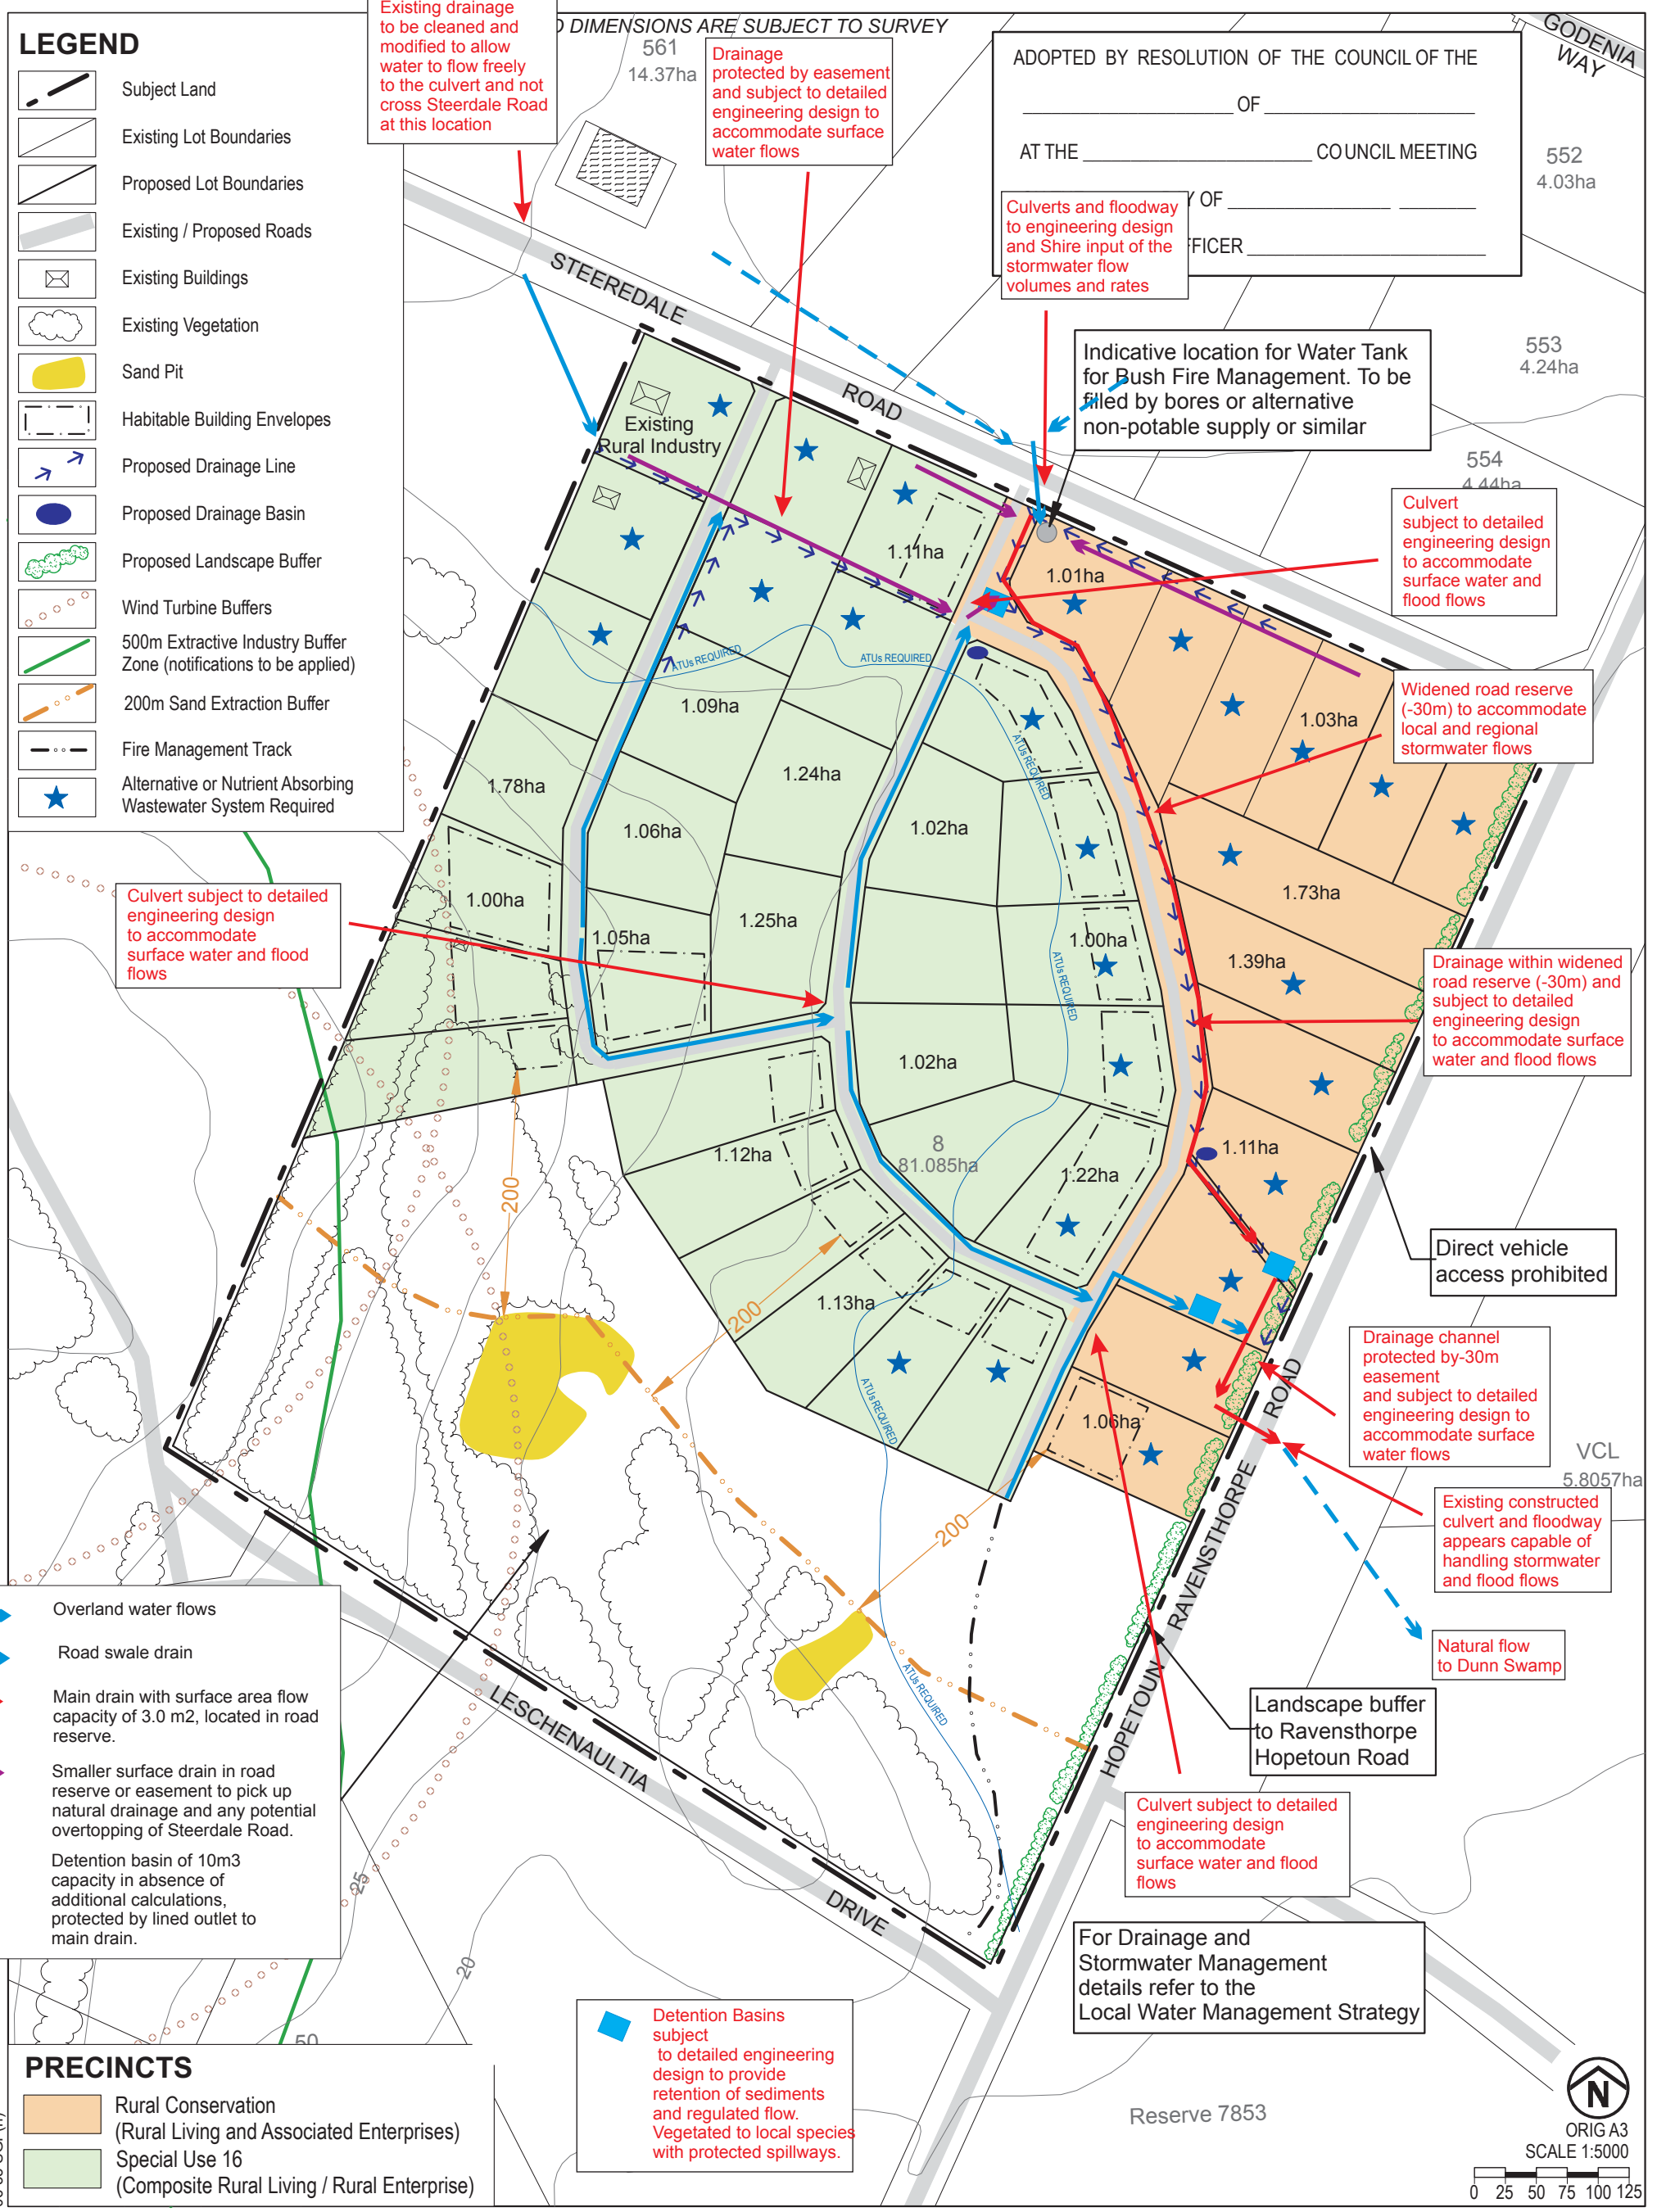 LEGEND
Subject Land
Existing Lot Boundaries
Proposed Lot Boundaries
Existing / Proposed Roads
Existing Buildings
Existing Vegetation
Sand Pit
Habitable Building Envelopes
Proposed Drainage Line
Proposed Drainage Basin
Proposed Landscape Buffer
Wind Turbine Buffers
500m Extractive Industry Buffer
Zone (notifications to be applied)
200m Sand Extraction Buffer
Fire Management Track
Alternative or Nutrient Absorbing
Wastewater System Required
Existing drainage
to be cleaned and
modified to allow
water to flow freely
to the culvert and not
cross Steerdale Road
at this location
DIMENSIONS ARE SUBJECT TO SURVEY
561
14.37ha
Drainage
protected by easement
and subject to detailed
engineering design to
accommodate surface
water flows
ADOPTED BY RESOLUTION OF THE COUNCIL OF THE
OF
AT THE COUNCIL MEETING
Y OF
FFICER
GODENIA
WAY
552
4.03ha
Culverts and floodway
to engineering design
and Shire input of the
stormwater flow
volumes and rates
553
4.24ha
Indicative location for Water Tank
for Bush Fire Management. To be
filled by bores or alternative
non-potable supply or similar
554
4.44ha
STEEREDALE
ROAD
Existing
Rural Industry
Culvert
subject to detailed
engineering design
to accommodate
surface water and
flood flows
1.11ha
1.01ha
ATUs REQUIRED
ATUs REQUIRED
Widened road reserve
(-30m) to accommodate
local and regional
stormwater flows
1.09ha
1.03ha
1.78ha
1.24ha
ATUs REQUIRED
1.06ha
1.02ha
1.73ha
1.00ha
1.25ha
1.05ha
1.00ha
1.39ha
Culvert subject to detailed
engineering design
to accommodate
surface water and flood
flows
ATUs REQUIRED
Drainage within widened
road reserve (-30m) and
subject to detailed
engineering design
to accommodate surface
water and flood flows
1.02ha
8
81.085ha
1.12ha
1.22ha
1.11ha
200
Direct vehicle
access prohibited
200
1.13ha
ATUs REQUIRED
Drainage channel
protected by-30m
easement
and subject to detailed
engineering design to
accommodate surface
water flows
1.06ha
VCL
5.8057ha
Existing constructed
culvert and floodway
appears capable of
handling stormwater
and flood flows
200
Natural flow
to Dunn Swamp
ATUs REQUIRED
HOPETOUN RAVENSTHORPE ROAD
Landscape buffer
to Ravensthorpe
Hopetoun Road
Overland water flows
Road swale drain
Main drain with surface area flow
capacity of 3.0 m2, located in road
reserve.
Smaller surface drain in road
reserve or easement to pick up
natural drainage and any potential
overtopping of Steerdale Road.
Detention basin of 10m3
capacity in absence of
additional calculations,
protected by lined outlet to
main drain.
LESCHENAULTIA
DRIVE
25
20
50
Culvert subject to detailed
engineering design
to accommodate
surface water and flood
flows
For Drainage and
Stormwater Management
details refer to the
Local Water Management Strategy
Detention Basins
subject
to detailed engineering
design to provide
retention of sediments
and regulated flow.
Vegetated to local species
with protected spillways.
PRECINCTS
Rural Conservation
(Rural Living and Associated Enterprises)
Special Use 16
(Composite Rural Living / Rural Enterprise)
Reserve 7853
N
ORIG A3
SCALE 1:5000
0 25 50 75 100 125